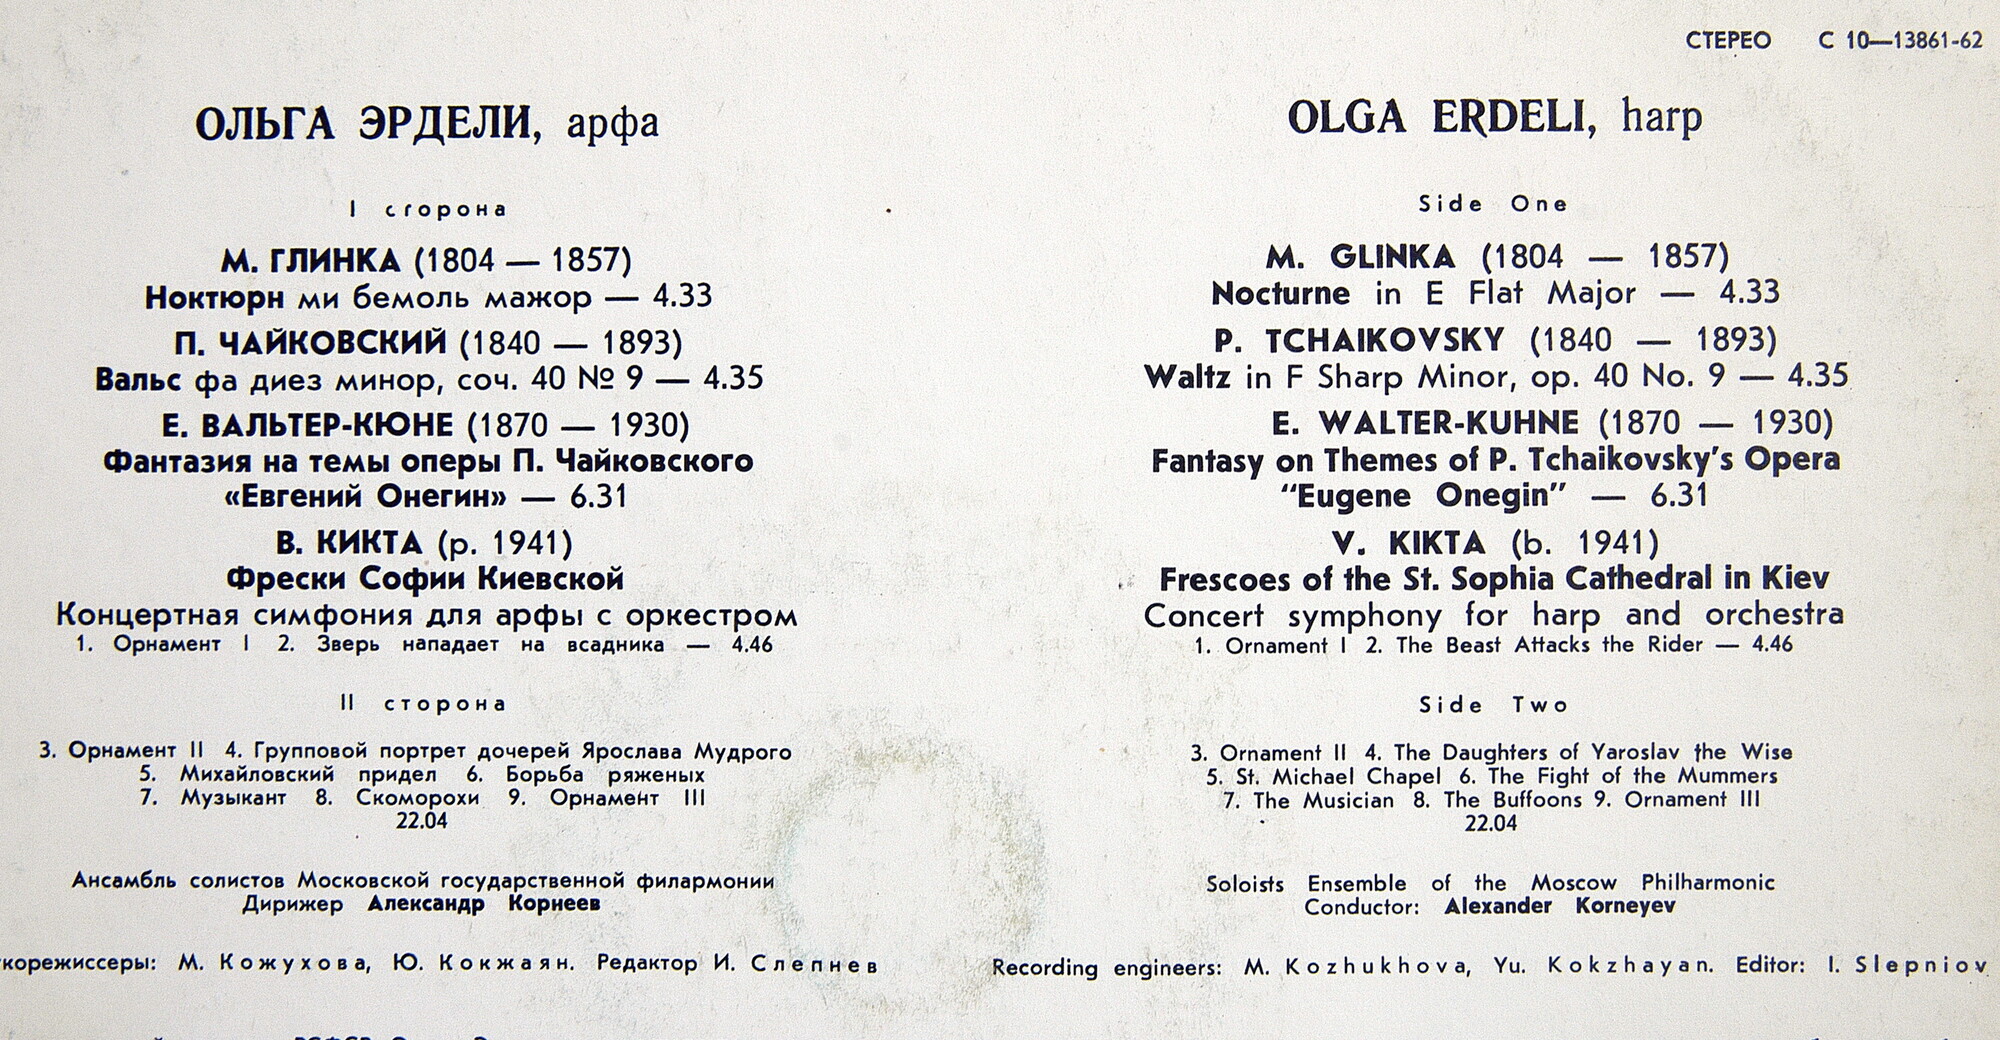 СТЕРЕО С 10—13861-62
ОЛЬГА ЭРДЕЛИ, арфа
I сторона
М. ГЛИНКА (1804 — 1857)
Ноктюрн ми бемоль мажор — 4.33
П. ЧАЙКОВСКИЙ (1840 — 1893)
Вальс фа диез минор, соч. 40 № 9 — 4.35
Е. ВАЛЬТЕР-КЮНЕ (1870 — 1930)
Фантазия на темы оперы П. Чайковского
«Евгений Онегин» — 6.31
В. КИКТА (р. 1941)
Фрески Софии Киевской
Концертная симфония для арфы с оркестром
1. Орнамент I 2. Зверь нападает на всадника — 4.46
II сторона
3. Орнамент II 4. Групповой портрет дочерей Ярослава Мудрого
5. Михайловский придел 6. Борьба ряженых
7. Музыкант 8. Скоморохи 9. Орнамент III
22.04
Ансамбль солистов Московской государственной филармонии
Дирижер Александр Корнеев
корежиссеры: М. Кожухова, Ю. Кокжаян. Редактор И. Слепнев
OLGA ERDELI, harp
Side One
M. GLINKA (1804 — 1857)
Nocturne in E Flat Major — 4.33
P. TCHAIKOVSKY (1840 — 1893)
Waltz in F Sharp Minor, op. 40 No. 9 — 4.35
E. WALTER-KUHNE (1870 — 1930)
Fantasy on Themes of P. Tchaikovsky's Opera
“Eugene Onegin” — 6.31
V. KIKTA (b. 1941)
Frescoes of the St. Sophia Cathedral in Kiev
Concert symphony for harp and orchestra
1. Ornament I 2. The Beast Attacks the Rider — 4.46
Side Two
3. Ornament II 4. The Daughters of Yaroslav the Wise
5. St. Michael Chapel 6. The Fight of the Mummers
7. The Musician 8. The Buffoons 9. Ornament III
22.04
Soloists Ensemble of the Moscow Philharmonic
Conductor: Alexander Korneyev
Recording engineers: M. Kozhukhova, Yu. Kokzhayan. Editor: I. Slepniov